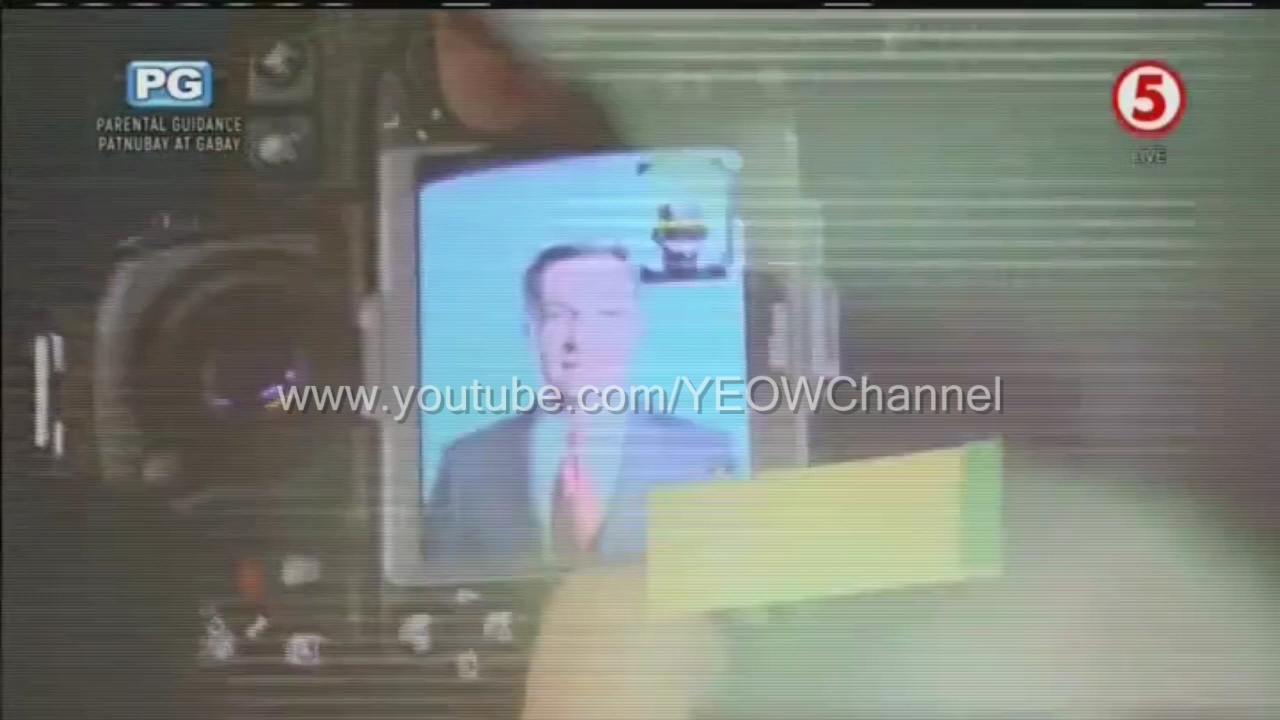 PG
PARENTAL GUIDANCE
PATNUBAY AT GABAY
5
LIVE
www.youtube.com/YEOWChannel